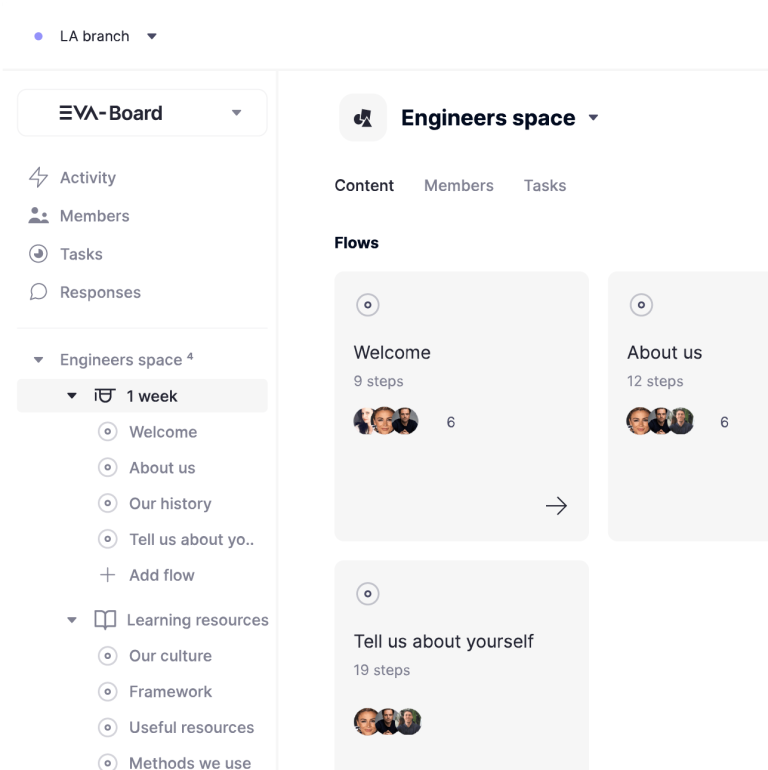 LA branch
EVA-Board
Activity
Members
Tasks
Responses
Engineers space 4
1 week
Welcome
About us
Our history
Tell us about yo..
Add flow
Learning resources
Our culture
Framework
Useful resources
Methods we use
Engineers space
Content Members Tasks
Flows
Welcome
9 steps
6
About us
12 steps
6
Tell us about yourself
19 steps